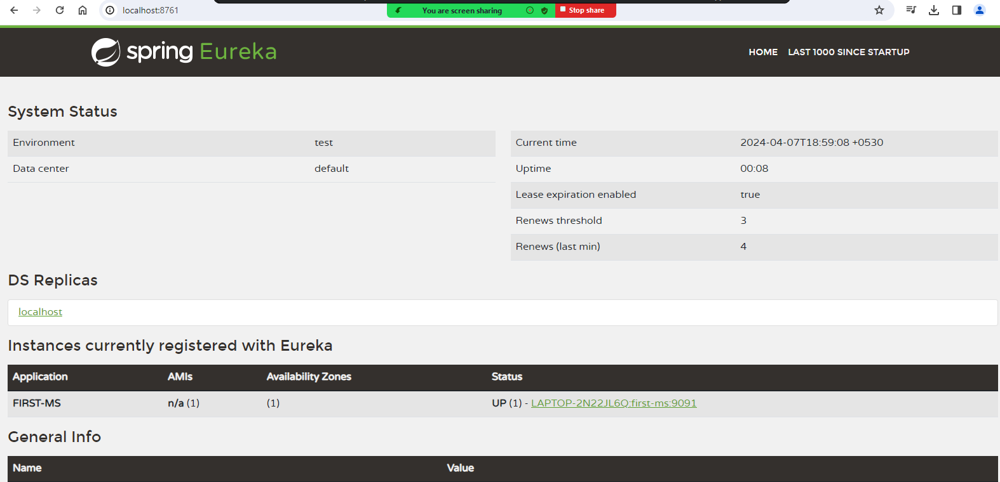 localhost:8761
You are screen sharing
Stop share
spring Eureka
HOME LAST 1000 SINCE STARTUP
System Status
Environment test
Data center default
Current time 2024-04-07T18:59:08 +0530
Uptime 00:08
Lease expiration enabled true
Renews threshold 3
Renews (last min) 4
DS Replicas
localhost
Instances currently registered with Eureka
Application AMIs Availability Zones Status
FIRST-MS n/a (1) (1) UP (1) - LAPTOP-2N22JL6Q:first-ms:9091
General Info
Name Value